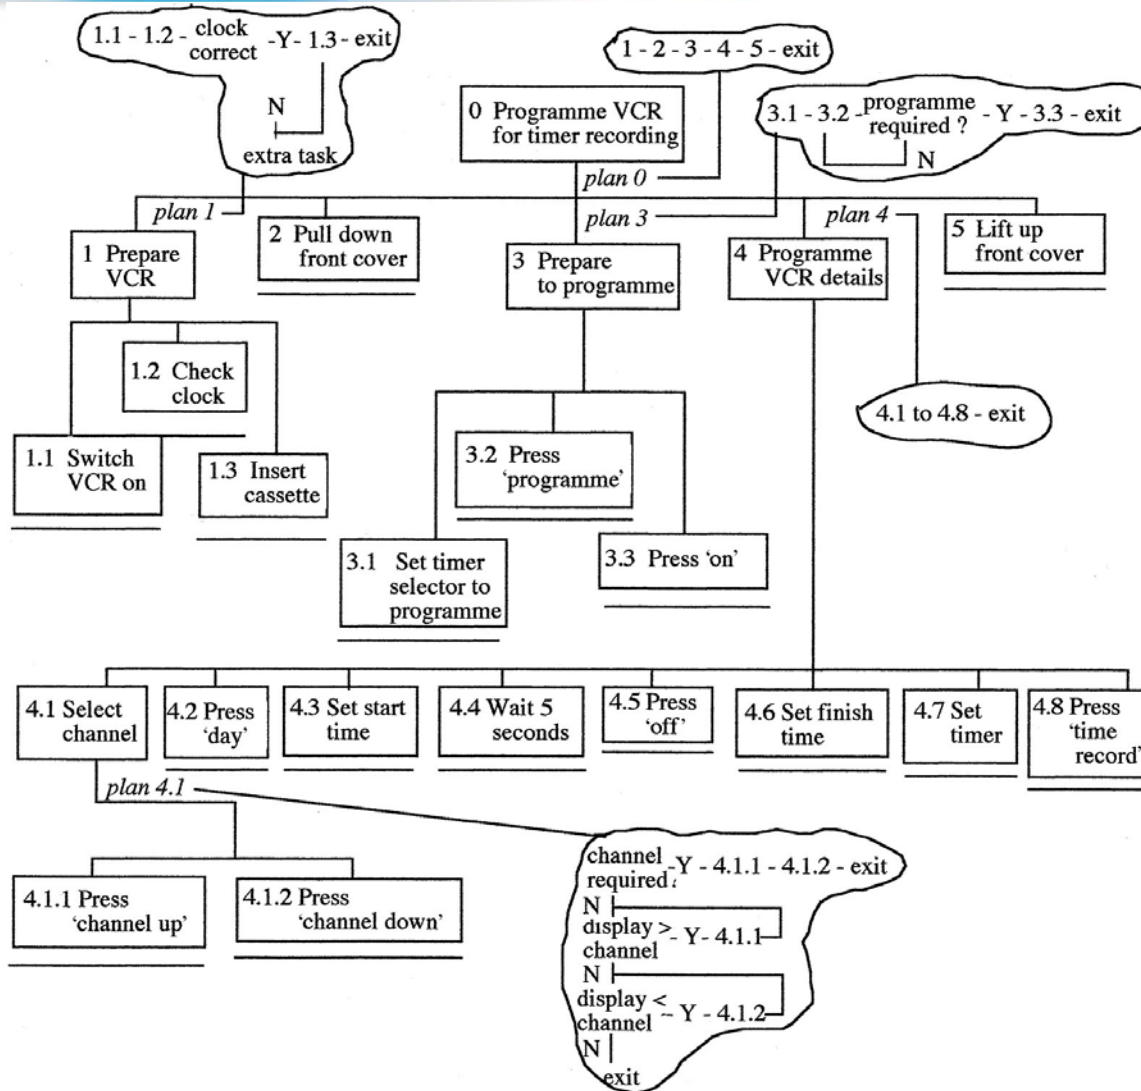 1.1 - 1.2 - clock correct - Y - 1.3 - exit
N
extra task
1 - 2 - 3 - 4 - 5 - exit
0 Programme VCR
for timer recording
3.1 - 3.2 - programme required ? - Y - 3.3 - exit
N
plan 0
plan 1
plan 3
plan 4
1 Prepare
VCR
2 Pull down
front cover
3 Prepare
to programme
4 Programme
VCR details
5 Lift up
front cover
1.2 Check
clock
1.1 Switch
VCR on
1.3 Insert
cassette
4.1 to 4.8 - exit
3.2 Press
‘programme’
3.1 Set timer
selector to
programme
3.3 Press ‘on’
4.1 Select
channel
4.2 Press
‘day’
4.3 Set start
time
4.4 Wait 5
seconds
4.5 Press
‘off’
4.6 Set finish
time
4.7 Set
timer
4.8 Press
‘time
record’
plan 4.1
4.1.1 Press
‘channel up’
4.1.2 Press
‘channel down’
channel required? - Y - 4.1.1 - 4.1.2 - exit
N
display > channel - Y - 4.1.1
N
display < channel - Y - 4.1.2
N
exit